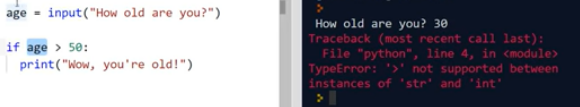 age = input("How old are you?")
if age > 50:
print("Wow, you're old!")
How old are you? 30
Traceback (most recent call last):
File "python", line 4, in <module>
TypeError: '>' not supported between
instances of 'str' and 'int'